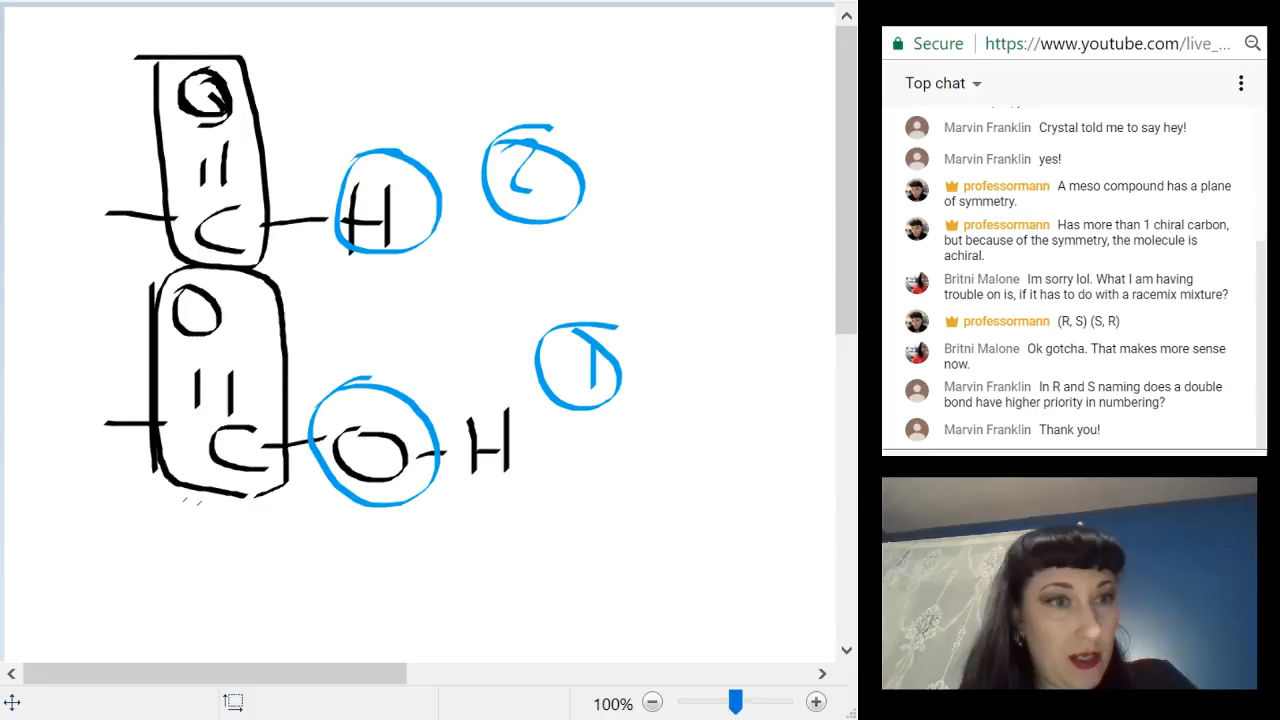 O
||
C — H
2
O
||
C — O — H
1
100%
Secure
https://www.youtube.com/live_...
Top chat
Marvin Franklin Crystal told me to say hey!
Marvin Franklin yes!
professormann A meso compound has a plane
of symmetry.
professormann Has more than 1 chiral carbon,
but because of the symmetry, the molecule is
achiral.
Britni Malone Im sorry lol. What I am having
trouble on is, if it has to do with a racemix mixture?
professormann (R, S) (S, R)
Britni Malone Ok gotcha. That makes more sense
now.
Marvin Franklin In R and S naming does a double
bond have higher priority in numbering?
Marvin Franklin Thank you!